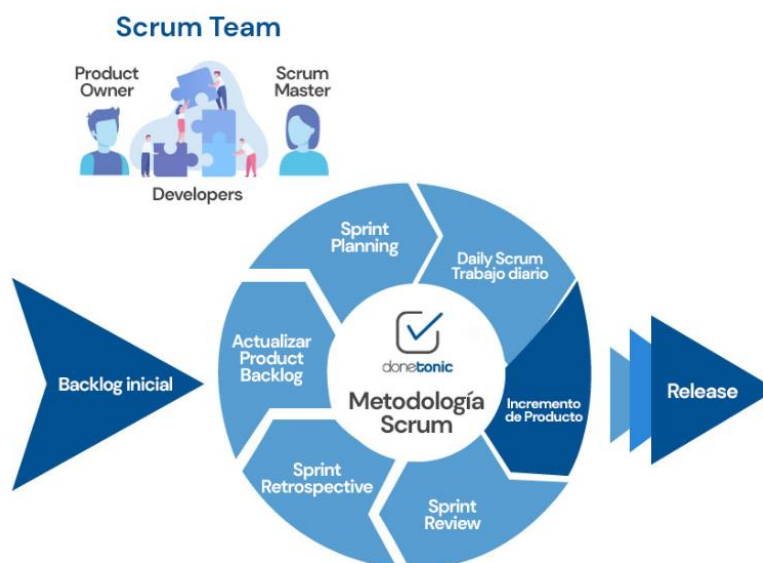 Scrum Team
Product
Owner
Scrum
Master
Developers
Sprint
Planning
Daily Scrum
Trabajo diario
Actualizar
Product
Backlog
Backlog inicial
donetonic
Metodología
Scrum
Incremento
de Producto
Release
Sprint
Retrospective
Sprint
Review